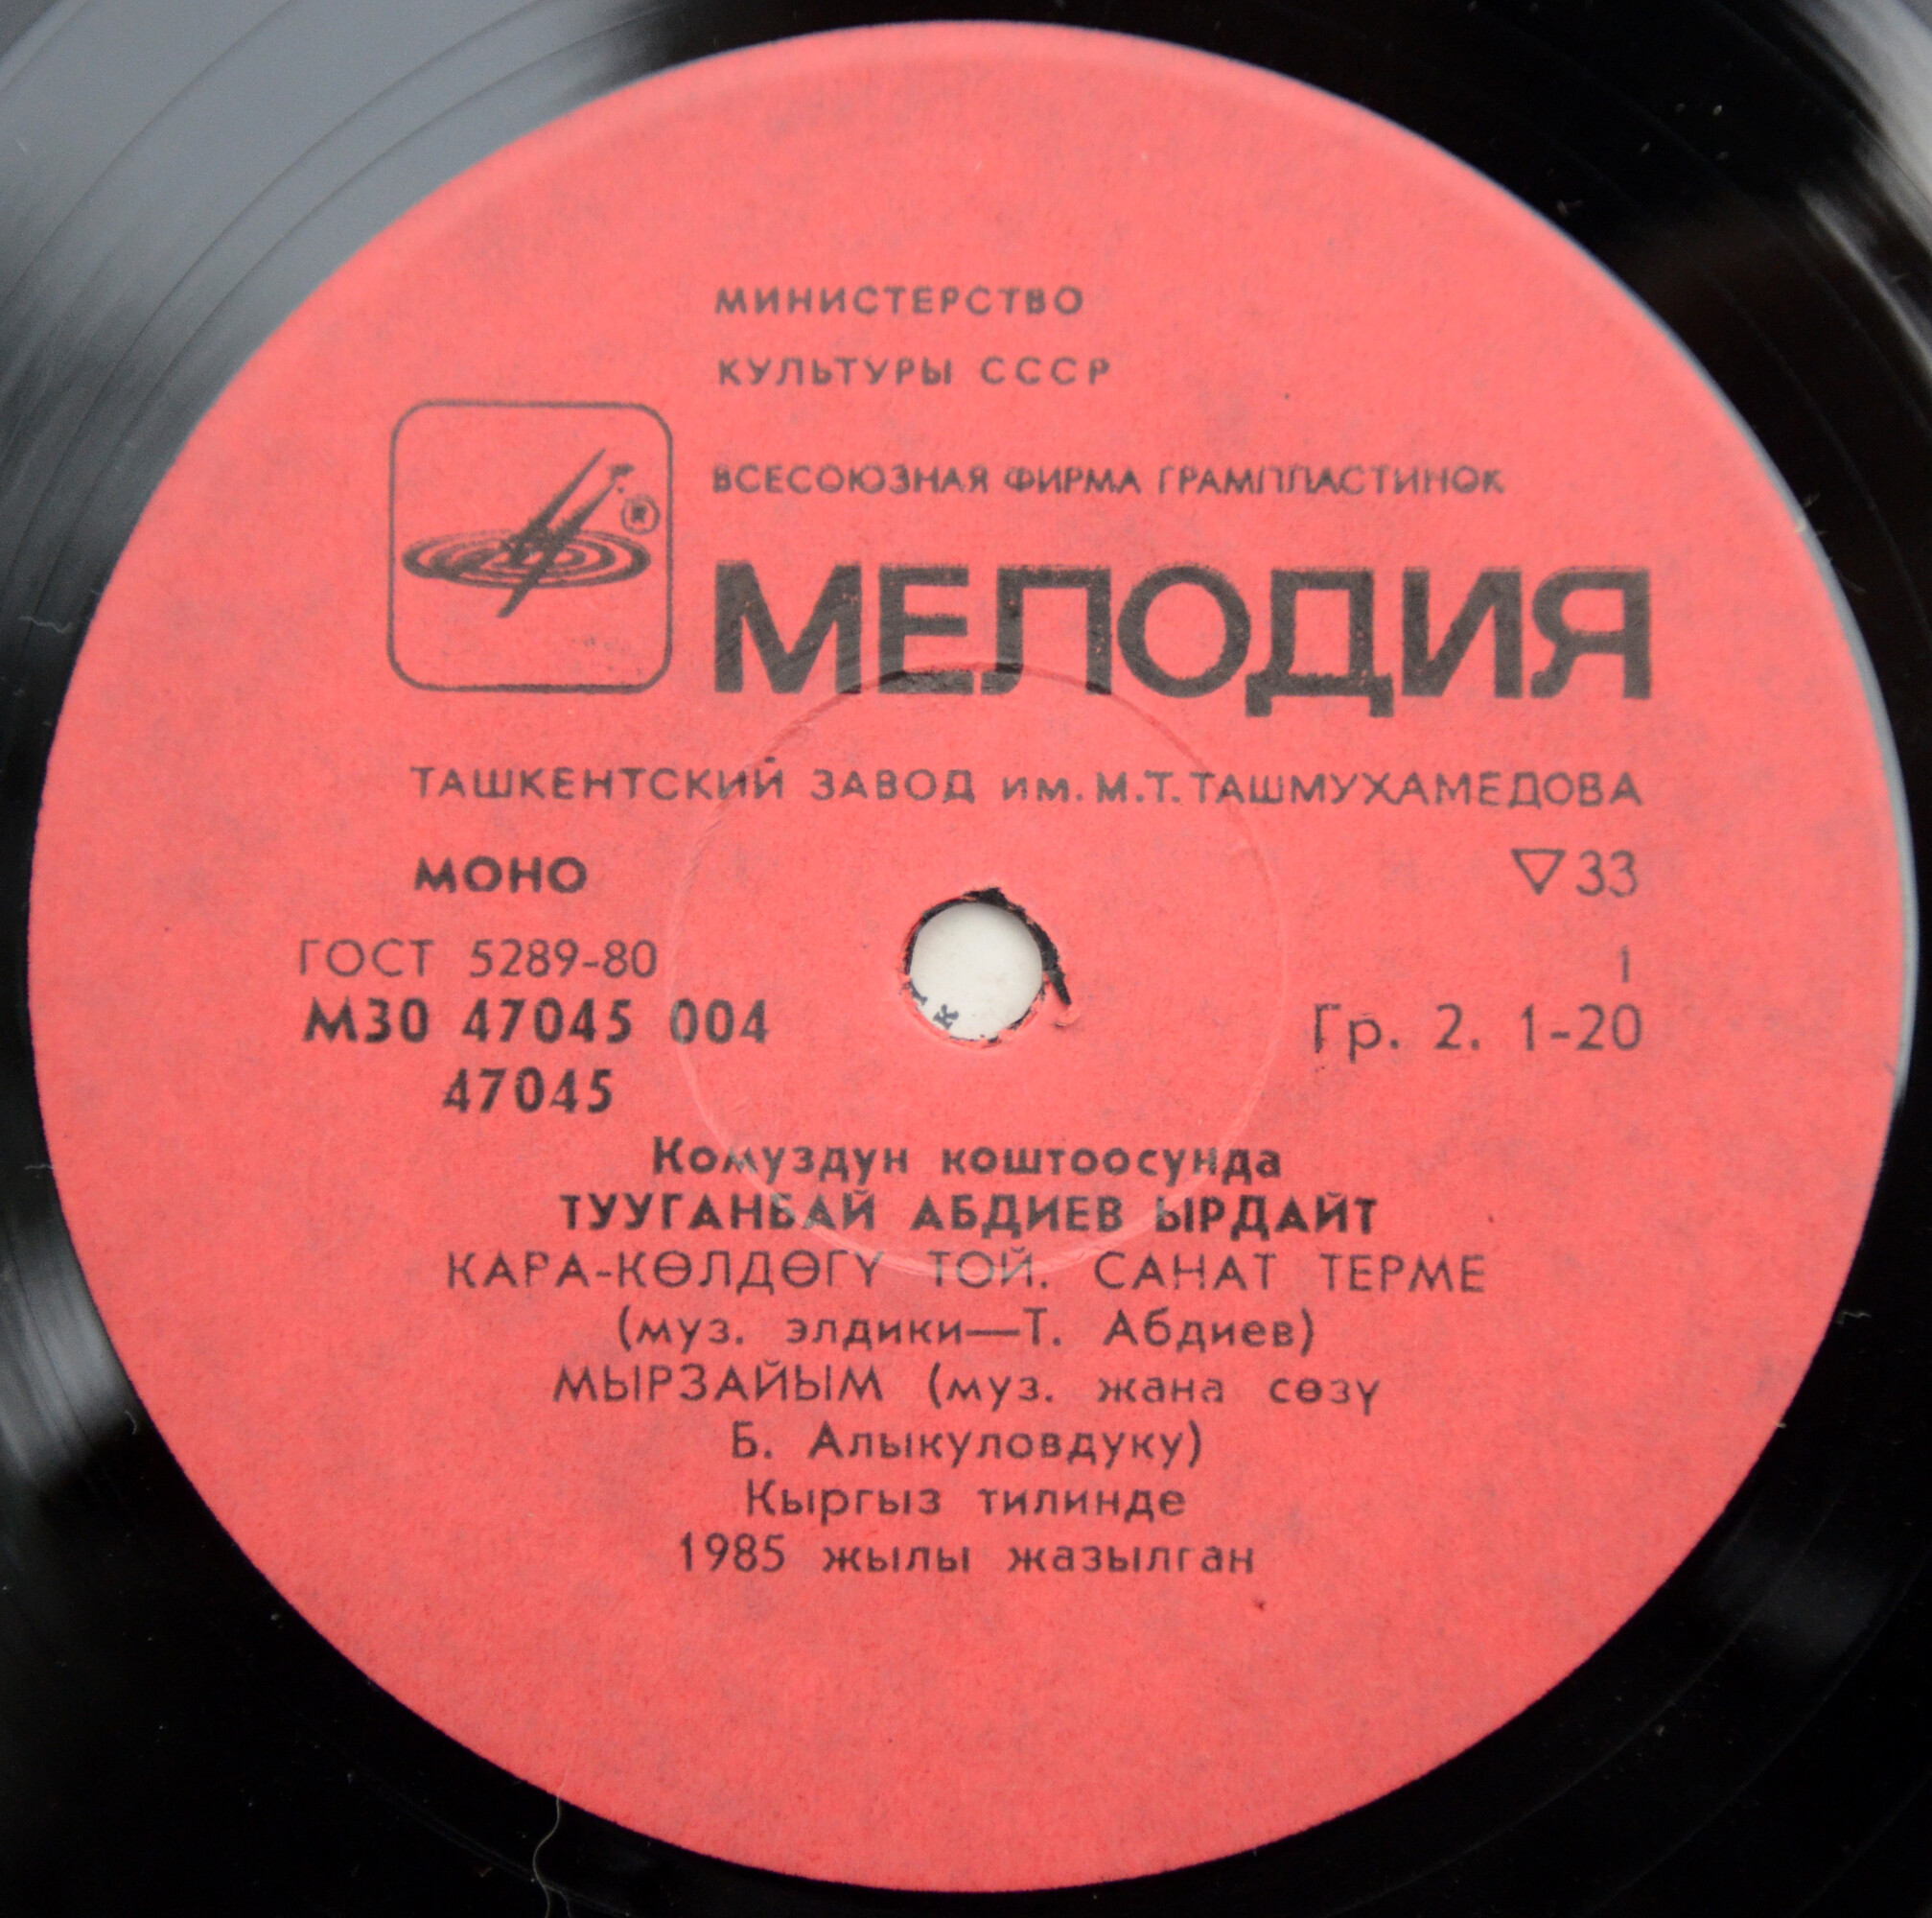 МИНИСТЕРСТВО
КУЛЬТУРЫ СССР
ВСЕСОЮЗНАЯ ФИРМА ГРАМПЛАСТИНОК
®
МЕЛОДИЯ
ТАШКЕНТСКИЙ ЗАВОД им. М.Т. ТАШМУХАМЕДОВА
МОНО ▽33
ГОСТ 5289-80 1
М30 47045 004 Гр. 2. 1-20
47045
Комуздун коштоосунда
ТУУГАНБАЙ АБДИЕВ ЫРДАЙТ
КАРА-КӨЛДӨГҮ ТОЙ. САНАТ ТЕРМЕ
(муз. элдики—Т. Абдиев)
МЫРЗАЙЫМ (муз. жана сөзү
Б. Алыкуловдуку)
Кыргыз тилинде
1985 жылы жазылган